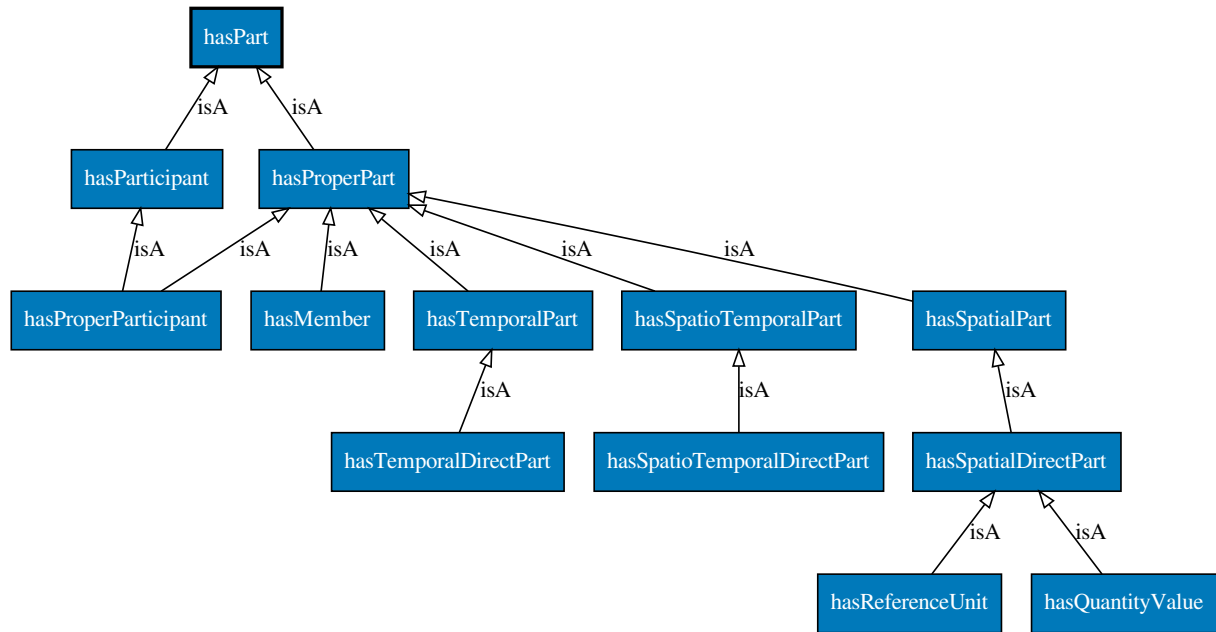 hasPart
isA
isA
hasParticipant
hasProperPart
isA
isA
isA
isA
isA
isA
hasProperParticipant
hasMember
hasTemporalPart
hasSpatioTemporalPart
hasSpatialPart
isA
isA
isA
hasTemporalDirectPart
hasSpatioTemporalDirectPart
hasSpatialDirectPart
isA
isA
hasReferenceUnit
hasQuantityValue